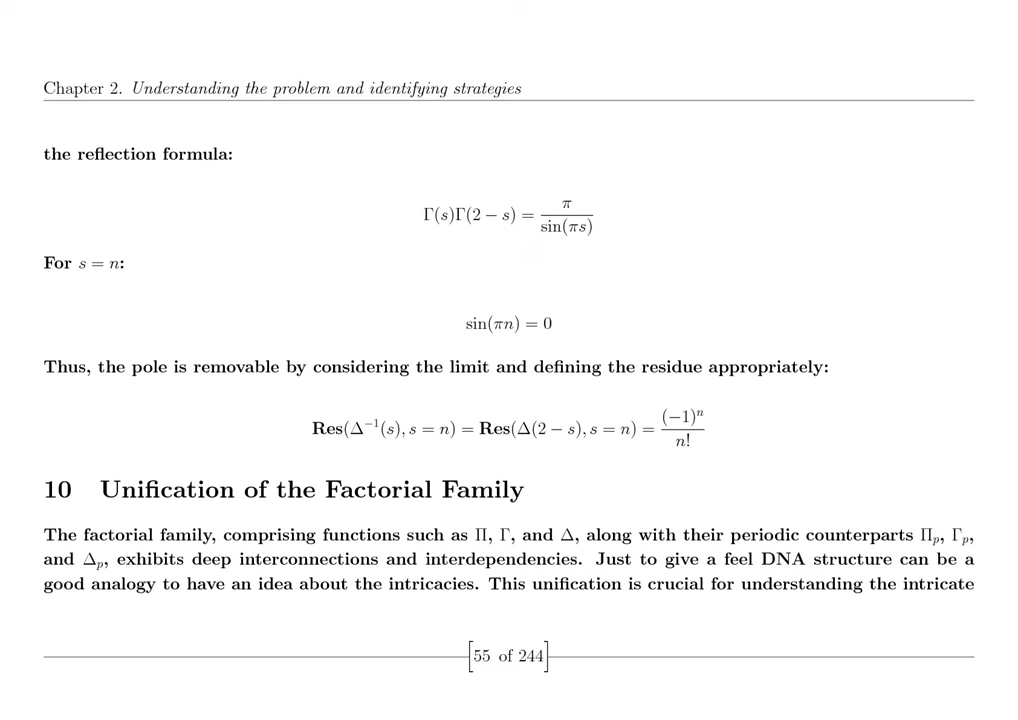 Chapter 2. Understanding the problem and identifying strategies
the reflection formula:
Γ(s)Γ(2 − s) = π / sin(πs)
For s = n:
sin(πn) = 0
Thus, the pole is removable by considering the limit and defining the residue appropriately:
Res(Δ⁻¹(s), s = n) = Res(Δ(2 − s), s = n) = (−1)ⁿ / n!
10 Unification of the Factorial Family
The factorial family, comprising functions such as Π, Γ, and Δ, along with their periodic counterparts Πₚ, Γₚ,
and Δₚ, exhibits deep interconnections and interdependencies. Just to give a feel DNA structure can be a
good analogy to have an idea about the intricacies. This unification is crucial for understanding the intricate
[55 of 244]